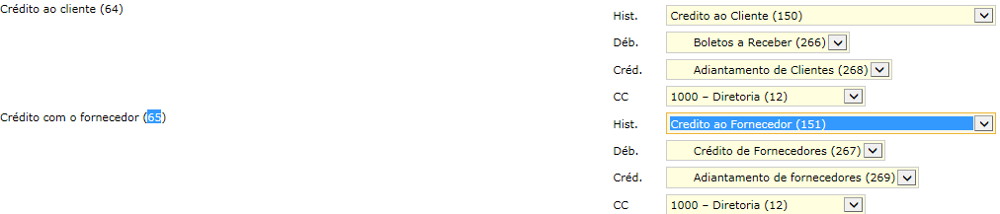 Crédito ao cliente (64)
Hist. Credito ao Cliente (150)
Déb. Boletos a Receber (266)
Créd. Adiantamento de Clientes (268)
CC 1000 – Diretoria (12)
Crédito com o fornecedor (65)
Hist. Credito ao Fornecedor (151)
Déb. Crédito de Fornecedores (267)
Créd. Adiantamento de fornecedores (269)
CC 1000 – Diretoria (12)